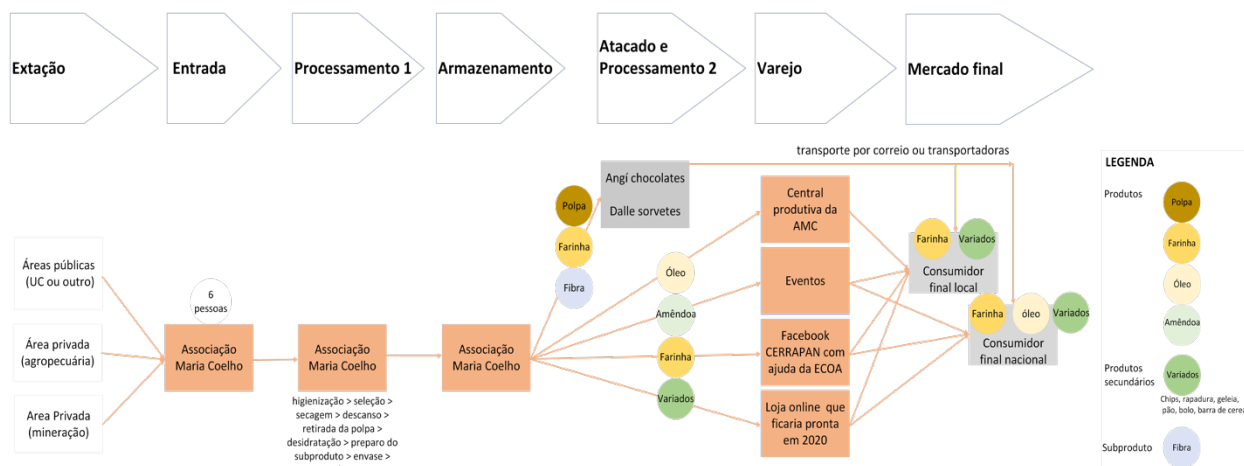 Extação
Entrada
Processamento 1
Armazenamento
Atacado e
Processamento 2
Varejo
Mercado final
transporte por correio ou transportadoras
Áreas públicas
(UC ou outro)
Área privada
(agropecuária)
Area Privada
(mineração)
6
pessoas
Associação
Maria Coelho
Associação
Maria Coelho
higienização > seleção >
secagem > descanso >
retirada da polpa >
desidratação > preparo do
subproduto > envase >
Associação
Maria Coelho
Polpa
Farinha
Fibra
Angí chocolates
Dalle sorvetes
Óleo
Amêndoa
Farinha
Variados
Central
produtiva da
AMC
Eventos
Facebook
CERRAPAN com
ajuda da ECOA
Loja online que
ficaria pronta
em 2020
Farinha
Variados
Consumidor
final local
Farinha
óleo
Variados
Consumidor
final nacional
LEGENDA
Produtos
Polpa
Farinha
Óleo
Amêndoa
Produtos
secundários
Variados
Chips, rapadura, geleia,
pão, bolo, barra de cerea
Subproduto
Fibra